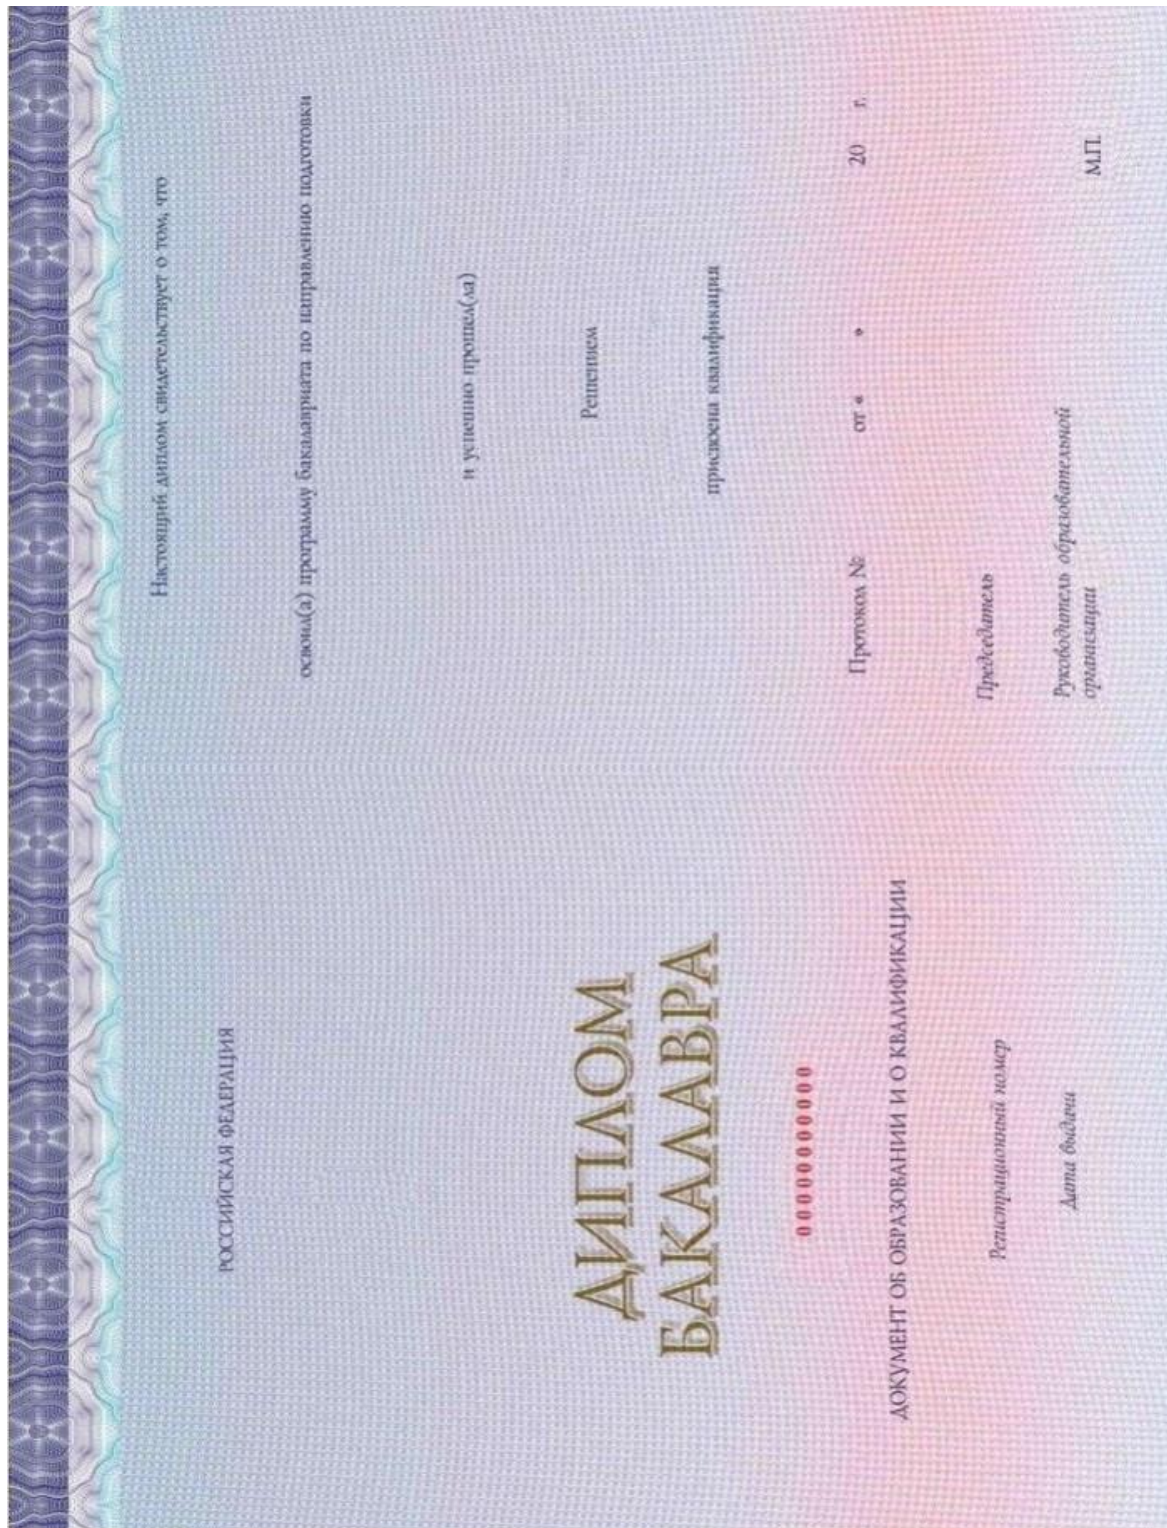 РОССИЙСКАЯ ФЕДЕРАЦИЯ
ДИПЛОМ
БАКАЛАВРА
0000000000000
ДОКУМЕНТ ОБ ОБРАЗОВАНИИ И О КВАЛИФИКАЦИИ
Регистрационный номер
Дата выдачи
Настоящий диплом свидетельствует о том, что
освоил(а) программу бакалавриата по направлению подготовки
и успешно прошел(ла)
Решением
присвоена квалификация
Протокол № от « » 20 г.
Председатель
Руководитель образовательной
организации
М.П.